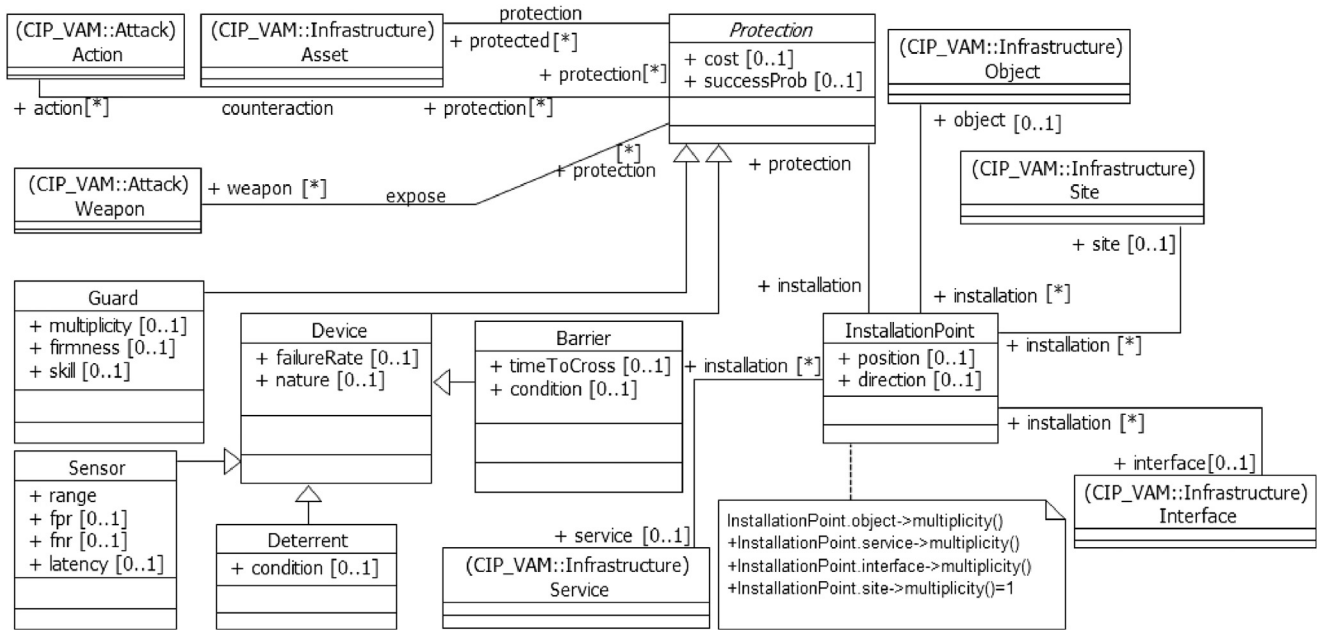 protection
(CIP_VAM::Attack)
Action
(CIP_VAM::Infrastructure)
Asset
+ protected [*]
+ protection[*]
Protection
+ cost [0..1]
+ successProb [0..1]
(CIP_VAM::Infrastructure)
Object
+ action[*]
counteraction
+ protection[*]
+ object [0..1]
(CIP_VAM::Attack)
Weapon
+ weapon [*]
expose
[*]
+ protection
+ protection
(CIP_VAM::Infrastructure)
Site
+ site [0..1]
+ installation
+ installation [*]
Guard
+ multiplicity [0..1]
+ firmness [0..1]
+ skill [0..1]
Device
+ failureRate [0..1]
+ nature [0..1]
Barrier
+ timeToCross [0..1]
+ condition [0..1]
+ installation [*]
InstallationPoint
+ position [0..1]
+ direction [0..1]
+ installation [*]
+ installation [*]
+ interface[0..1]
(CIP_VAM::Infrastructure)
Interface
Sensor
+ range
+ fpr [0..1]
+ fnr [0..1]
+ latency [0..1]
Deterrent
+ condition [0..1]
+ service [0..1]
(CIP_VAM::Infrastructure)
Service
InstallationPoint.object->multiplicity()
+InstallationPoint.service->multiplicity()
+InstallationPoint.interface->multiplicity()
+InstallationPoint.site->multiplicity()=1